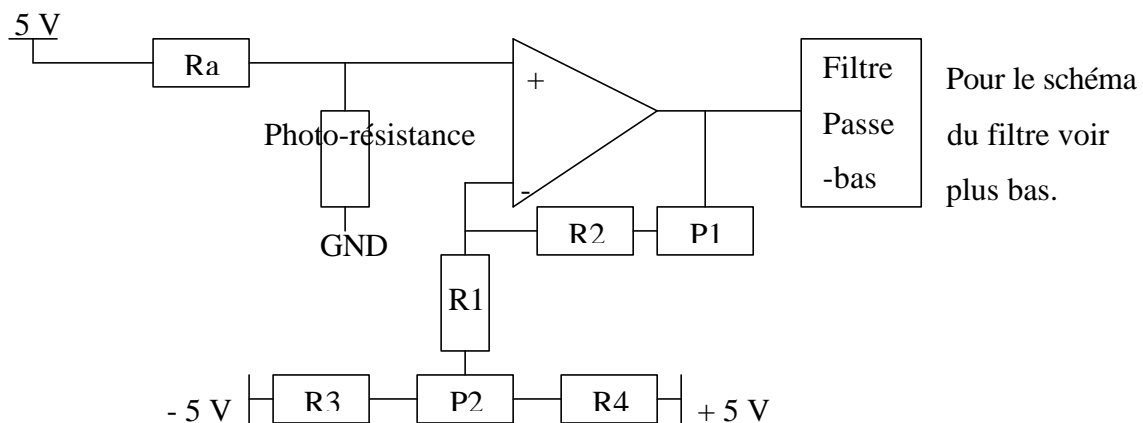 5 V
Ra
Photo-résistance
GND
+
-
R2
P1
R1
- 5 V
R3
P2
R4
+ 5 V
Filtre
Passe
-bas
Pour le schéma
du filtre voir
plus bas.